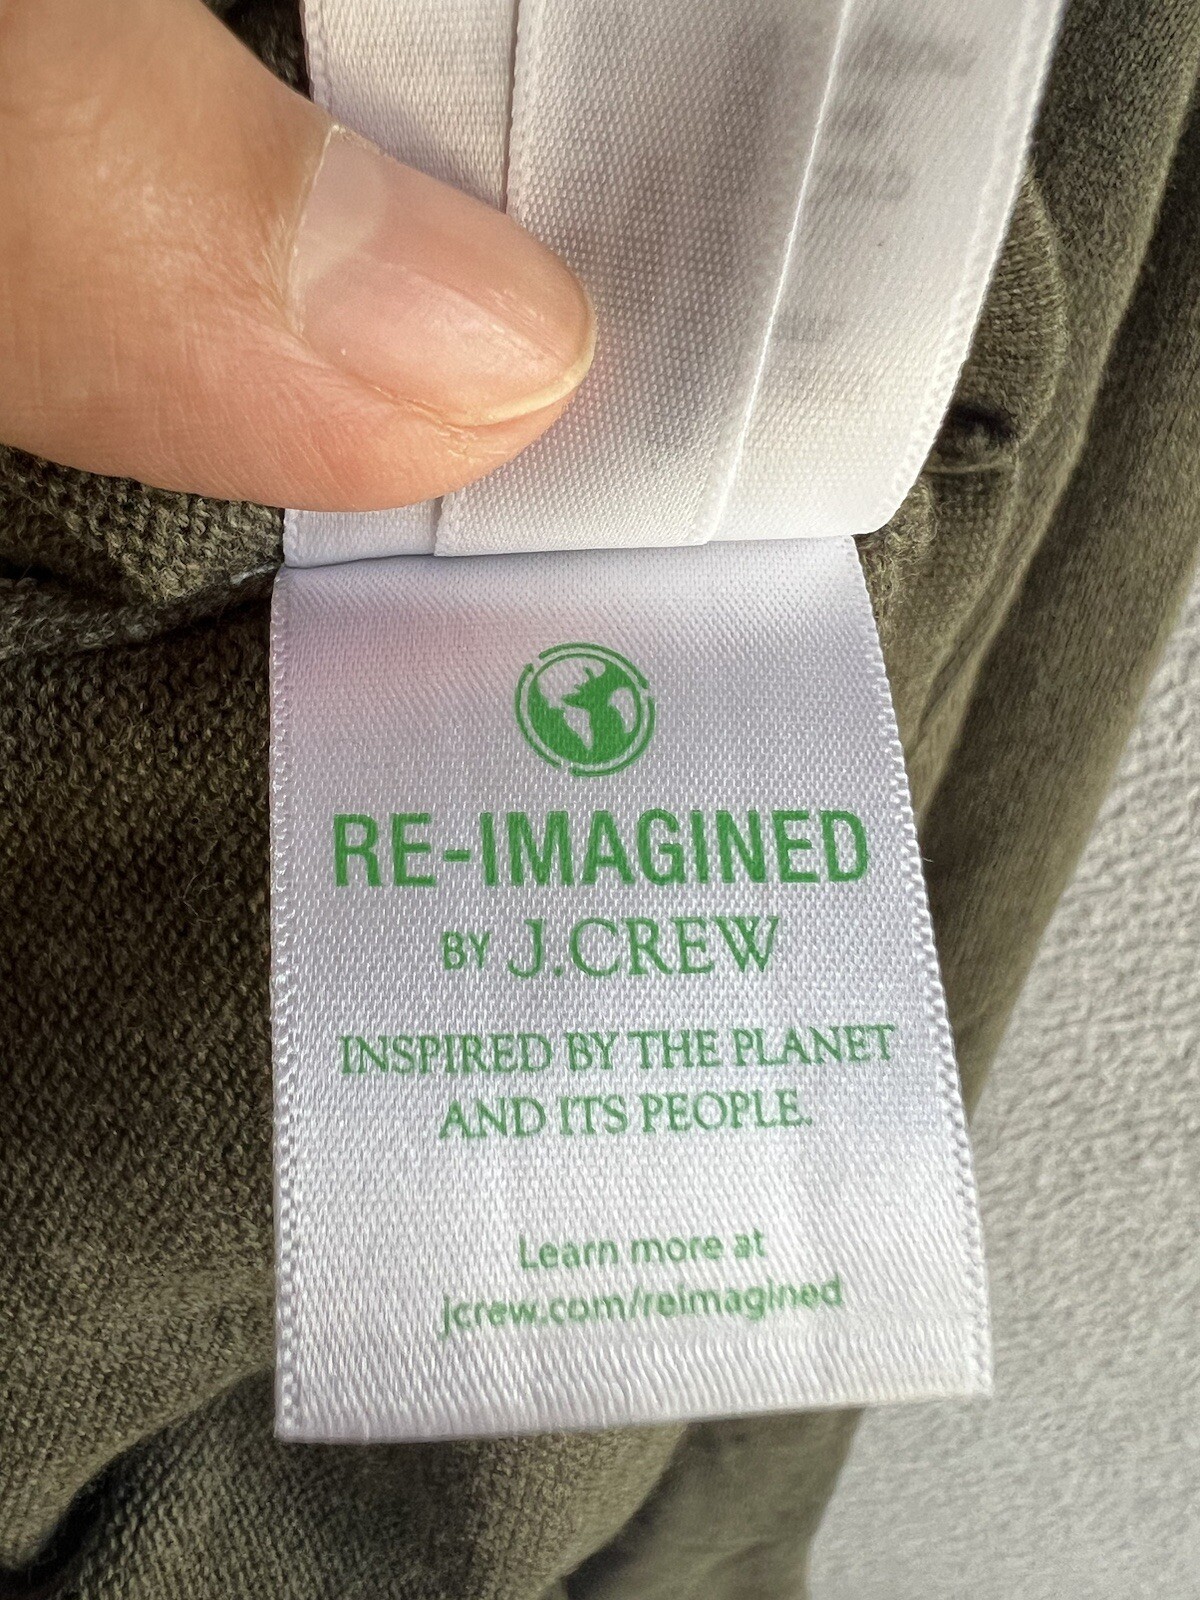 RE-IMAGINED
BY J.CREW
INSPIRED BY THE PLANET
AND ITS PEOPLE.
Learn more at
jcrew.com/reimagined